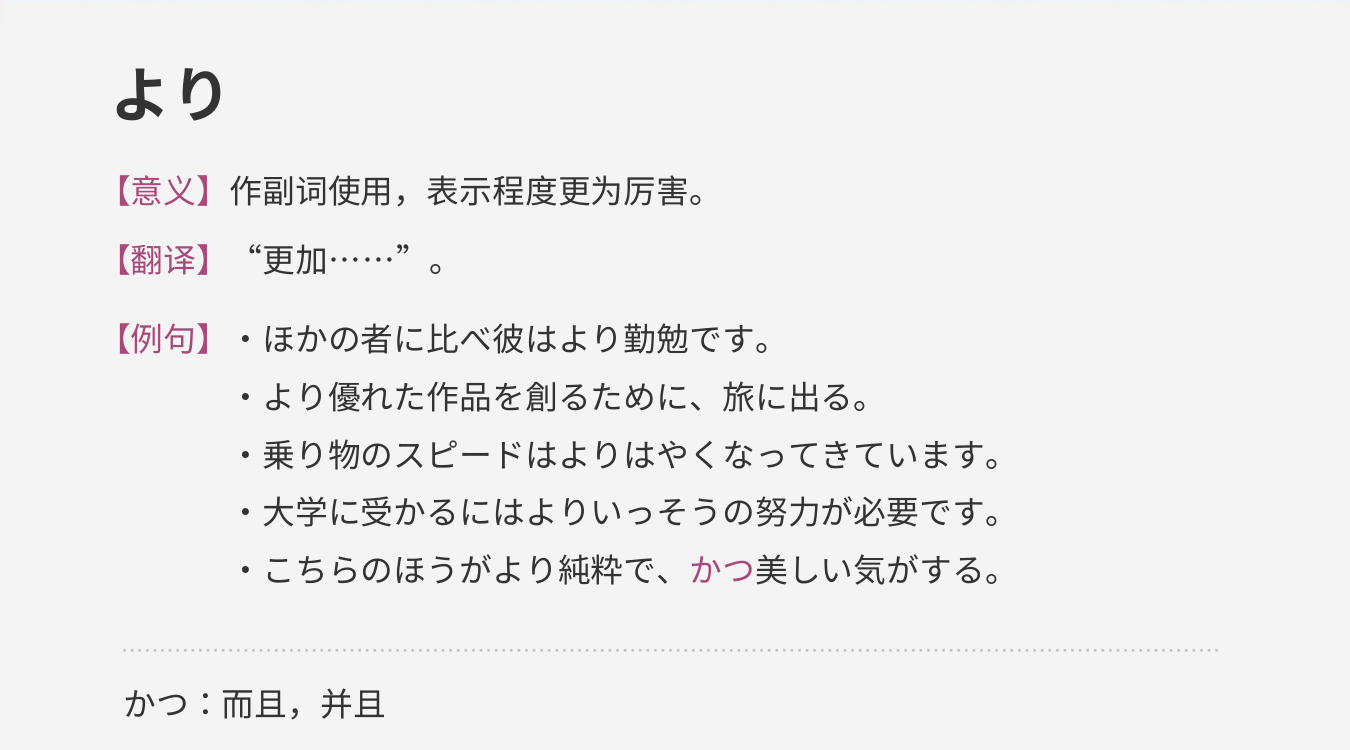 より
【意义】作副词使用，表示程度更为厉害。
【翻译】“更加……”。
【例句】・ほかの者に比べ彼はより勤勉です。
・より優れた作品を創るために、旅に出る。
・乗り物のスピードはよりはやくなってきています。
・大学に受かるにはよりいっそうの努力が必要です。
・こちらのほうがより純粋で、かつ美しい気がする。
かつ：而且，并且